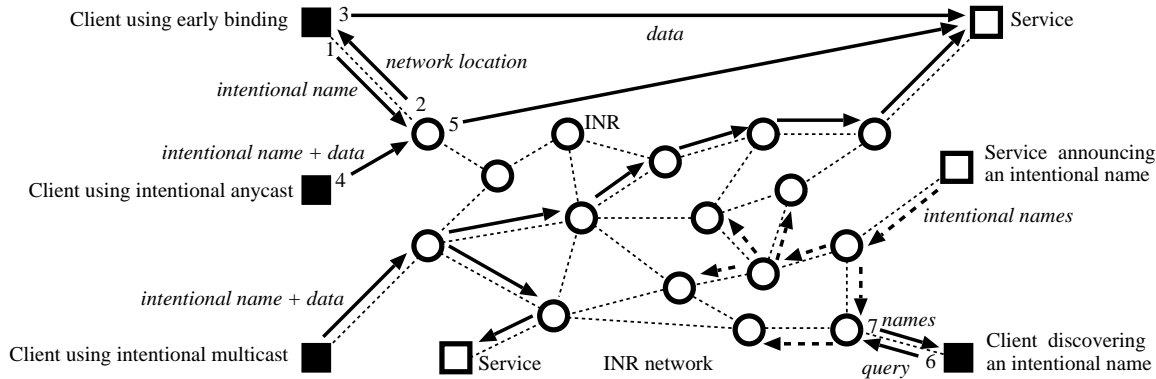 Client using early binding
3
data
Service
1
network location
intentional name
2
5
INR
intentional name + data
4
Client using intentional anycast
Service announcing
an intentional name
intentional names
intentional name + data
7
names
Client using intentional multicast
Service
INR network
query
6
Client discovering
an intentional name